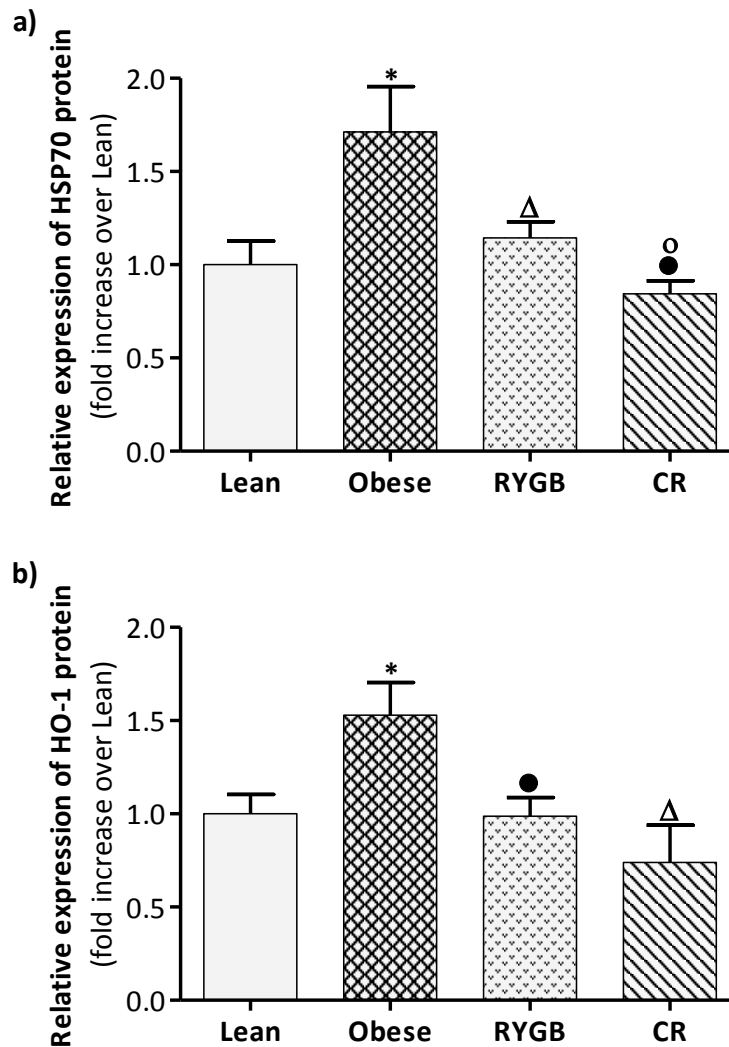 a)
Relative expression of HSP70 protein
(fold increase over Lean)
2.0
1.5
1.0
0.5
0.0
*
Δ
o
●
Lean Obese RYGB CR
b)
Relative expression of HO-1 protein
(fold increase over Lean)
2.0
1.5
1.0
0.5
0.0
*
●
Δ
Lean Obese RYGB CR